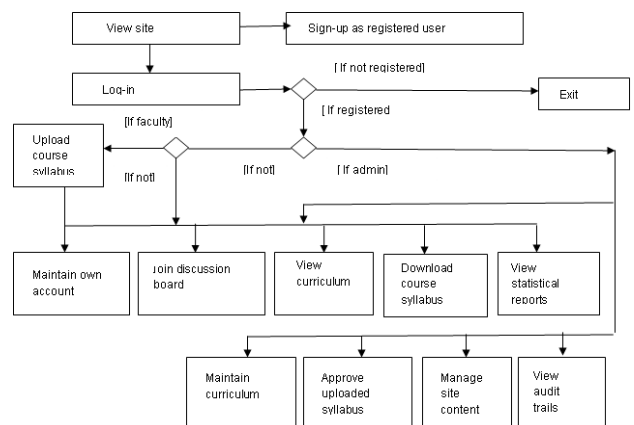 View site
Sign-up as registered user
[ If not registered]
Log-in
Exit
[If faculty]
[ If registered
Upload
course
syllabus
[If not]
[If not]
[ If admin]
Maintain own
account
Join discussion
board
View
curriculum
Download
course
syllabus
View
statistical
reports
Maintain
curriculum
Approve
uploaded
syllabus
Manage
site
content
View
audit
trails